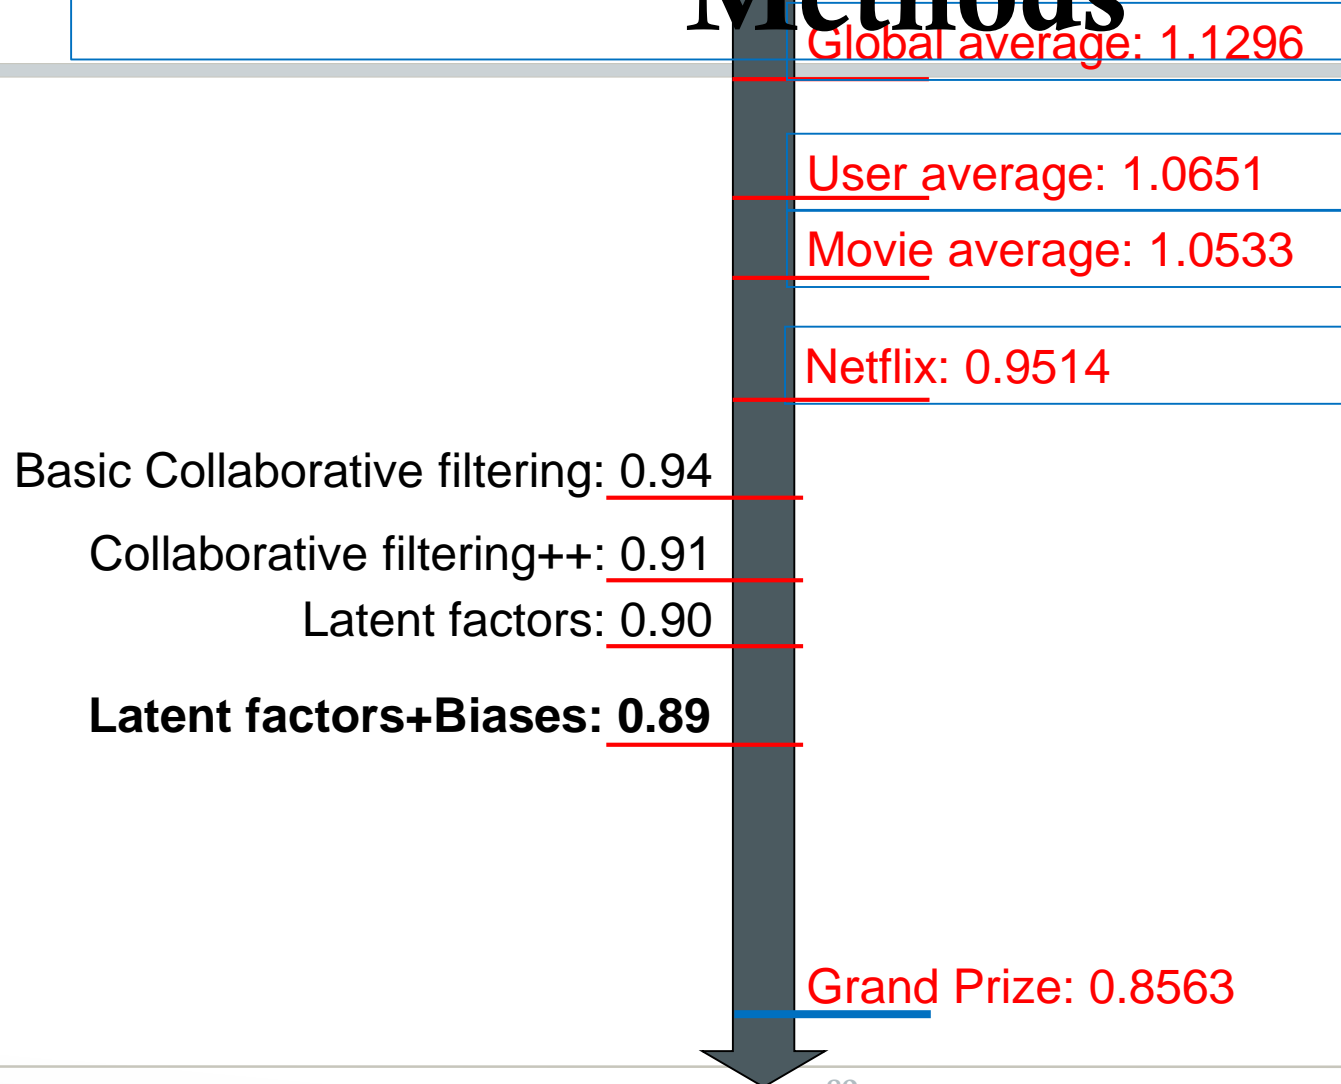 Methods
Global average: 1.1296
User average: 1.0651
Movie average: 1.0533
Netflix: 0.9514
Basic Collaborative filtering: 0.94
Collaborative filtering++: 0.91
Latent factors: 0.90
Latent factors+Biases: 0.89
Grand Prize: 0.8563